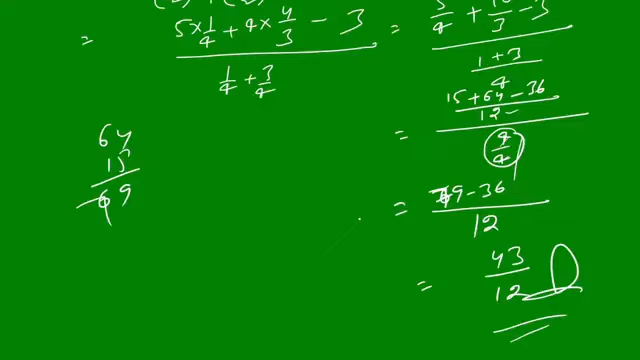 = (5×1/4 + 4×4/3 − 3) / (1/4 + 3/4)
= (5/4 + 16/3 − 3) / ((1+3)/4)
= ((15+64−36)/12) / (4/4)
64
15
79
= (79−36)/12
= 43/12